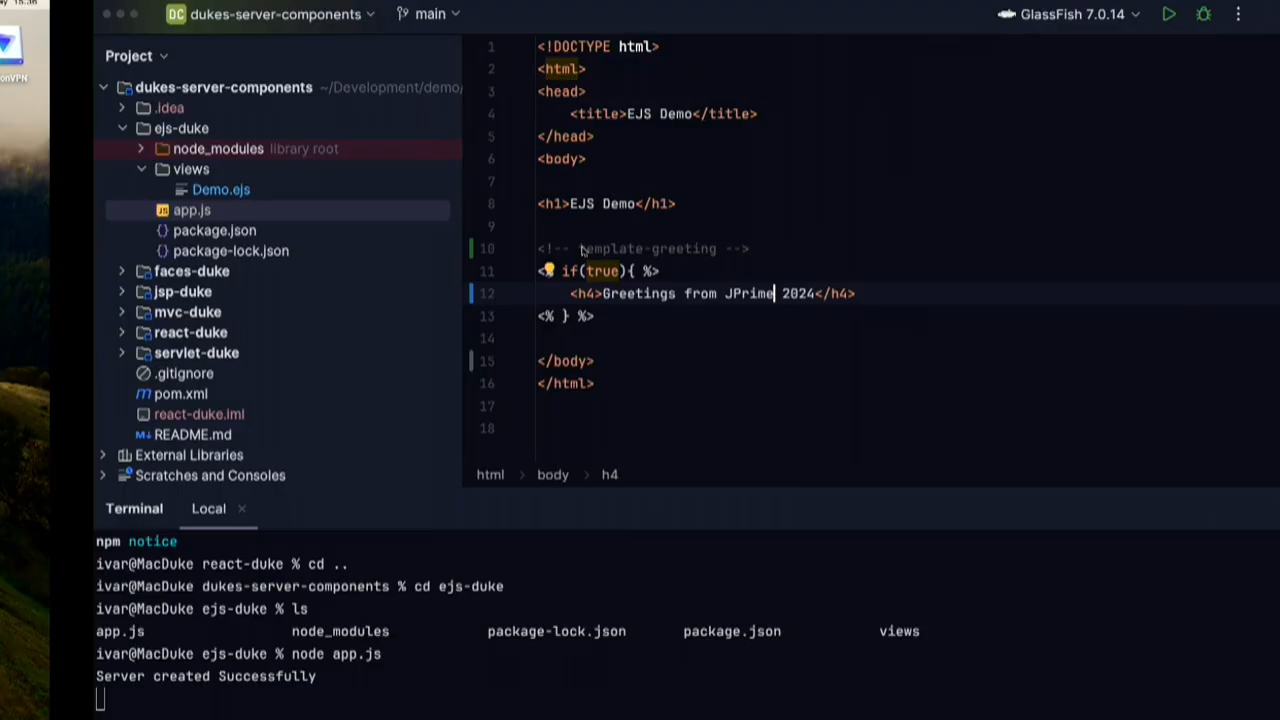 dukes-server-components
main
GlassFish 7.0.14
Project
dukes-server-components ~/Development/demo/
.idea
ejs-duke
node_modules library root
views
Demo.ejs
app.js
package.json
package-lock.json
faces-duke
jsp-duke
mvc-duke
react-duke
servlet-duke
.gitignore
pom.xml
react-duke.iml
README.md
External Libraries
Scratches and Consoles
1 <!DOCTYPE html>
2 <html>
3 <head>
4 <title>EJS Demo</title>
5 </head>
6 <body>
7
8 <h1>EJS Demo</h1>
9
10 <!-- template-greeting -->
11 < if(true){ %>
12 <h4>Greetings from JPrime 2024</h4>
13 <% } %>
14
15 </body>
16 </html>
17
18
html > body > h4
Terminal Local
npm notice
ivar@MacDuke react-duke % cd ..
ivar@MacDuke dukes-server-components % cd ejs-duke
ivar@MacDuke ejs-duke % ls
app.js node_modules package-lock.json package.json views
ivar@MacDuke ejs-duke % node app.js
Server created Successfully